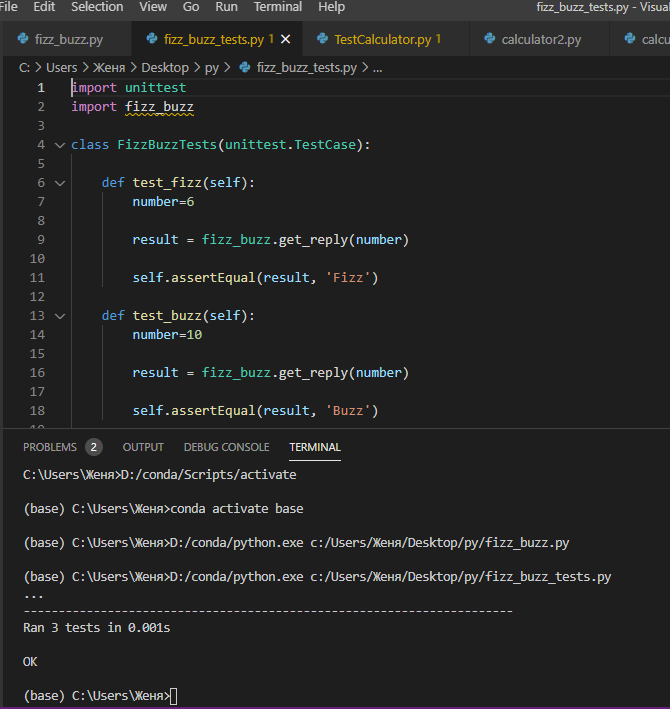 File Edit Selection View Go Run Terminal Help fizz_buzz_tests.py - Visual
fizz_buzz.py fizz_buzz_tests.py 1 TestCalculator.py 1 calculator2.py calcu
C: > Users > Женя > Desktop > py > fizz_buzz_tests.py > ...
1 import unittest
2 import fizz_buzz
3
4 class FizzBuzzTests(unittest.TestCase):
5
6 def test_fizz(self):
7 number=6
8
9 result = fizz_buzz.get_reply(number)
10
11 self.assertEqual(result, 'Fizz')
12
13 def test_buzz(self):
14 number=10
15
16 result = fizz_buzz.get_reply(number)
17
18 self.assertEqual(result, 'Buzz')
PROBLEMS 2 OUTPUT DEBUG CONSOLE TERMINAL
C:\Users\Женя>D:/conda/Scripts/activate
(base) C:\Users\Женя>conda activate base
(base) C:\Users\Женя>D:/conda/python.exe c:/Users/Женя/Desktop/py/fizz_buzz.py
(base) C:\Users\Женя>D:/conda/python.exe c:/Users/Женя/Desktop/py/fizz_buzz_tests.py
...
----------------------------------------------------------------------
Ran 3 tests in 0.001s
OK
(base) C:\Users\Женя>